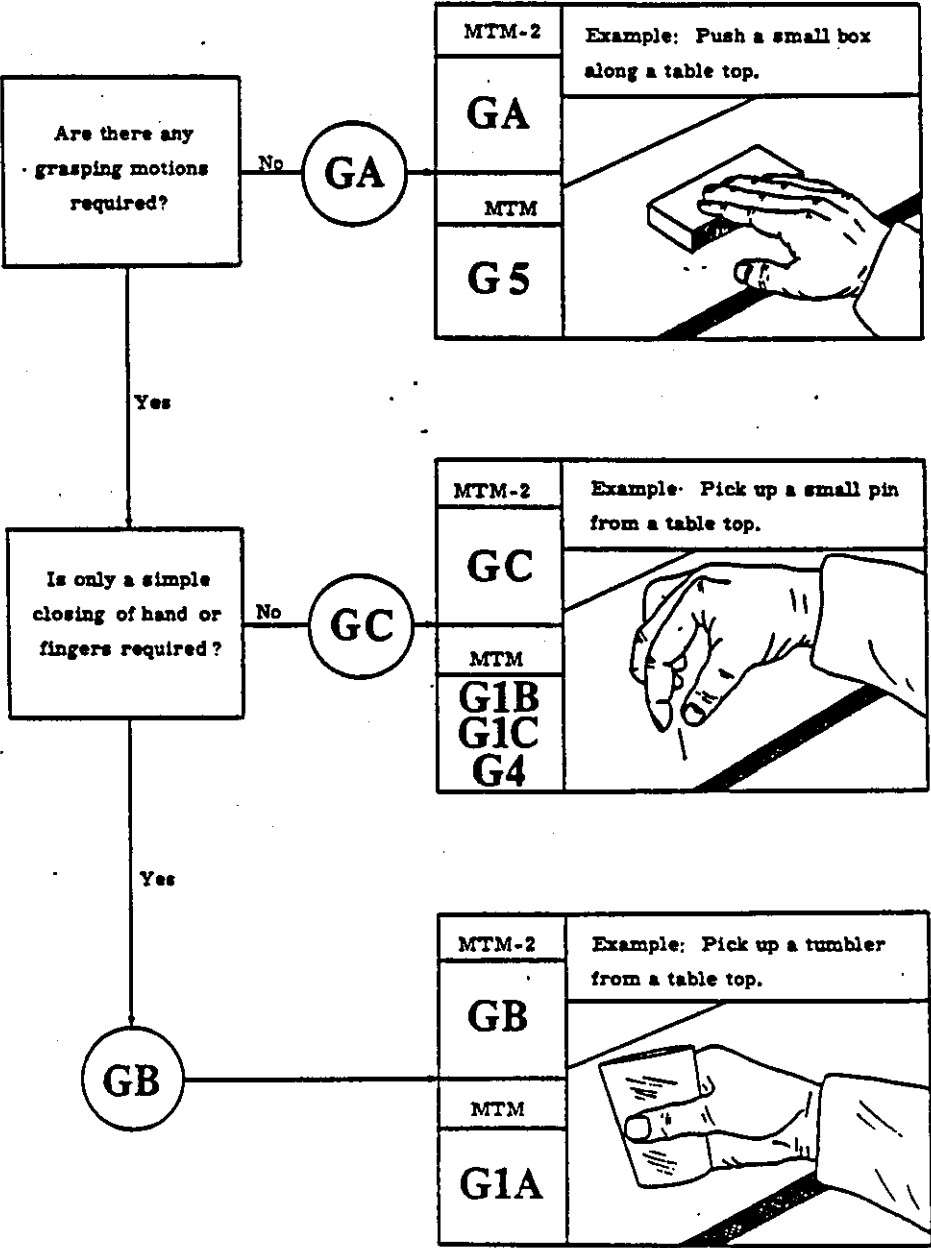 Are there any
grasping motions
required?
No
GA
MTM-2
GA
MTM
G5
Example: Push a small box
along a table top.
Yes
Is only a simple
closing of hand or
fingers required?
No
GC
MTM-2
GC
MTM
G1B
G1C
G4
Example: Pick up a small pin
from a table top.
Yes
GB
MTM-2
GB
MTM
G1A
Example: Pick up a tumbler
from a table top.